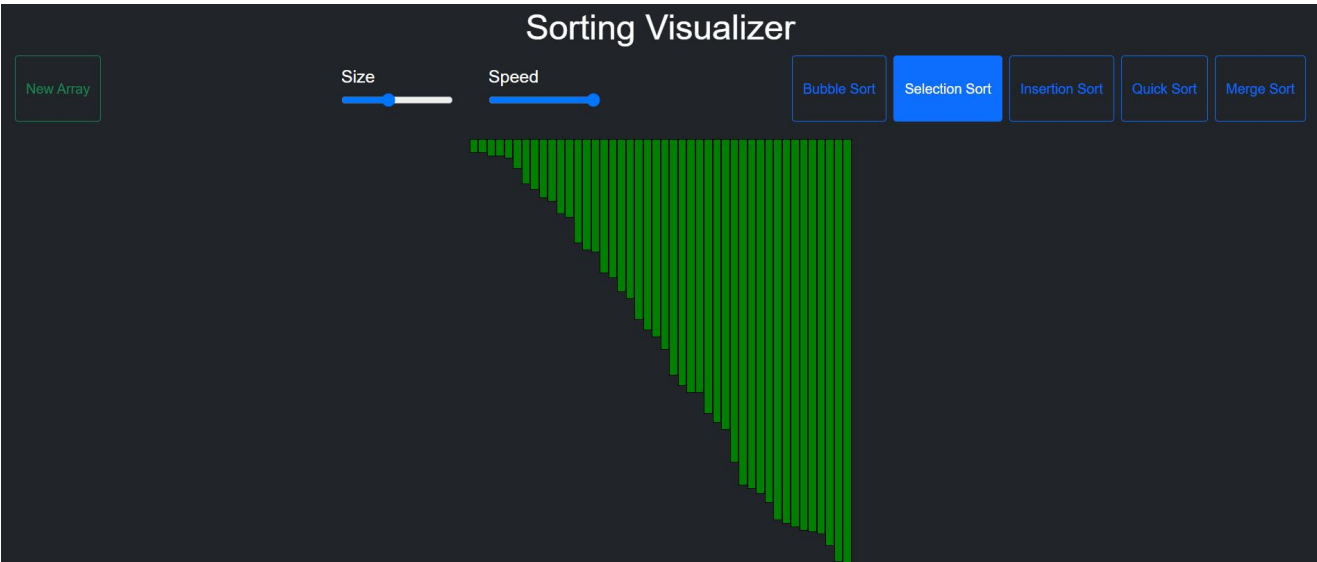 Sorting Visualizer
New Array
Size
Speed
Bubble Sort
Selection Sort
Insertion Sort
Quick Sort
Merge Sort